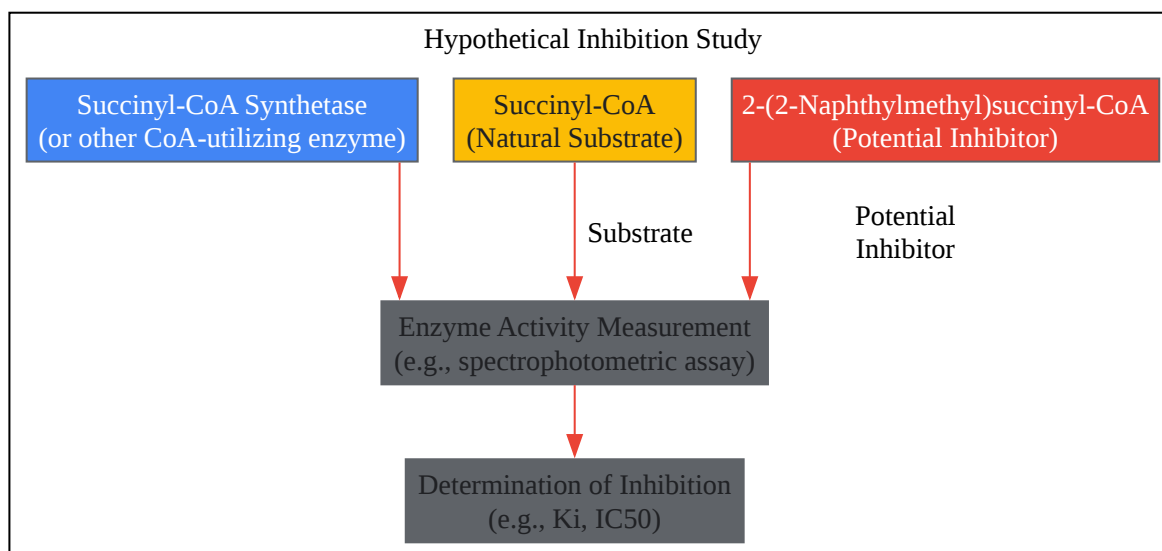 Hypothetical Inhibition Study
Succinyl-CoA Synthetase
(or other CoA-utilizing enzyme)
Succinyl-CoA
(Natural Substrate)
2-(2-Naphthylmethyl)succinyl-CoA
(Potential Inhibitor)
Substrate
Potential
Inhibitor
Enzyme Activity Measurement
(e.g., spectrophotometric assay)
Determination of Inhibition
(e.g., Ki, IC50)